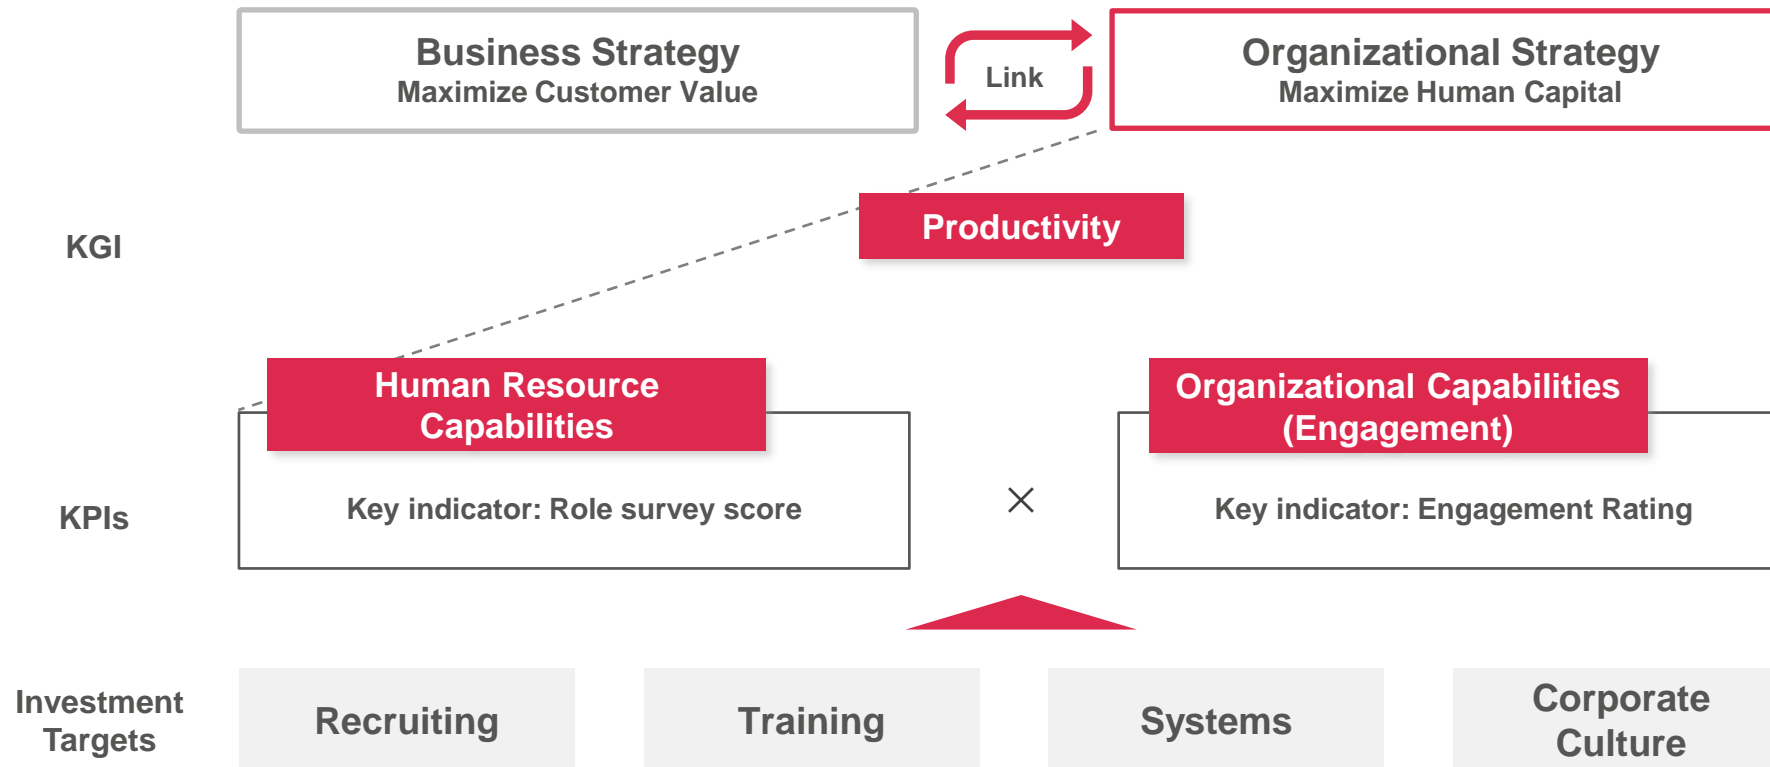 Business Strategy
Maximize Customer Value
Link
Organizational Strategy
Maximize Human Capital
KGI
Productivity
Human Resource
Capabilities
Organizational Capabilities
(Engagement)
KPIs
Key indicator: Role survey score
×
Key indicator: Engagement Rating
Investment
Targets
Recruiting
Training
Systems
Corporate
Culture